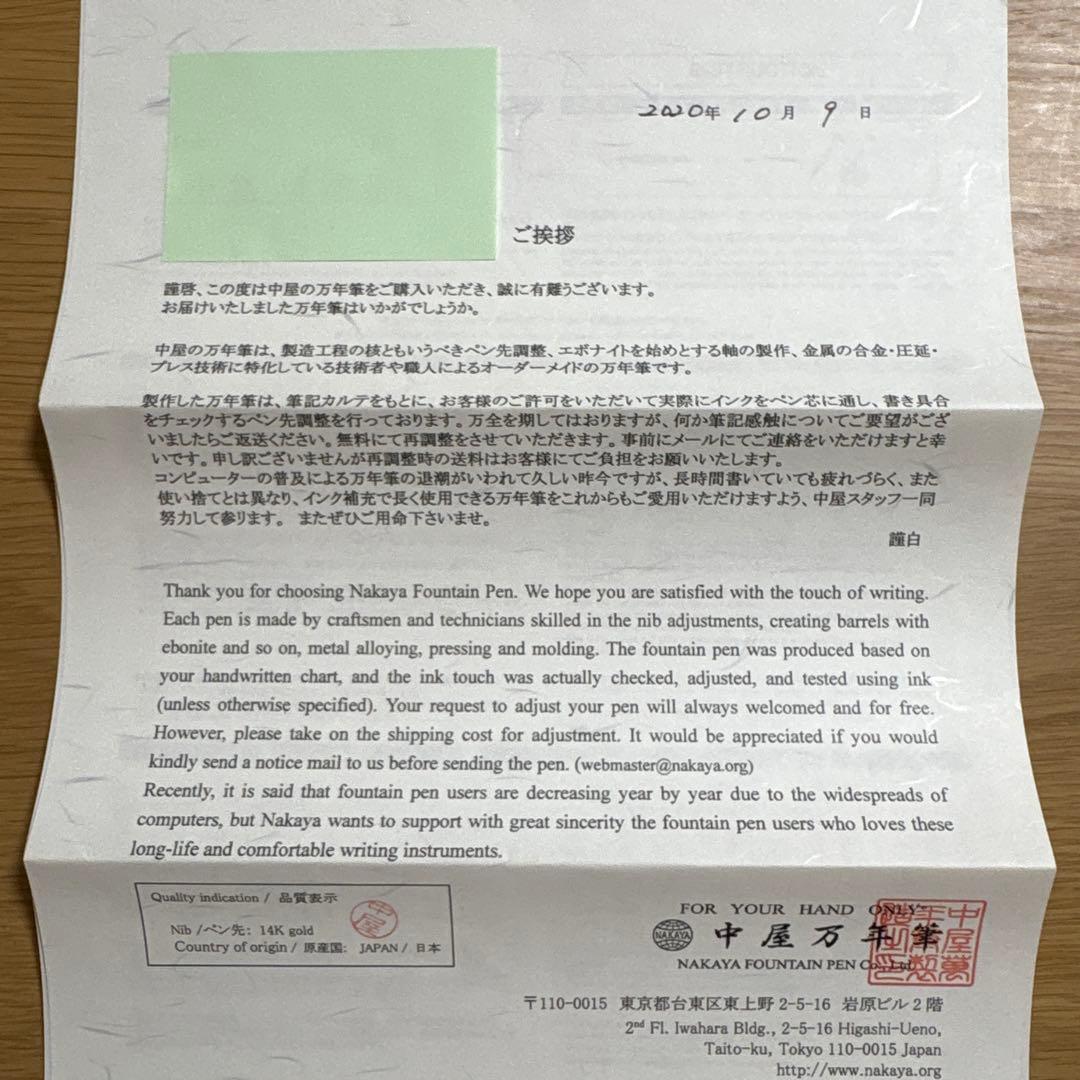 2020年 10月 9日
ご挨拶
謹啓、この度は中屋の万年筆をご購入いただき、誠に有難うございます。
お届けいたしました万年筆はいかがでしょうか。
中屋の万年筆は、製造工程の核ともいうべきペン先調整、エボナイトを始めとする軸の製作、金属の合金・圧延・
プレス技術に特化している技術者や職人によるオーダーメイドの万年筆です。
製作した万年筆は、筆記カルテをもとに、お客様のご許可をいただいて実際にインクをペン芯に通し、書き具合
をチェックするペン先調整を行っております。万全を期してはおりますが、何か筆記感触についてご要望がござ
いましたらご返送ください。無料にて再調整をさせていただきます。事前にメールにてご連絡をいただけますと幸
いです。申し訳ございませんが再調整時の送料はお客様にてご負担をお願いいたします。
コンピューターの普及による万年筆の退潮がいわれて久しい昨今ですが、長時間書いていても疲れづらく、また
使い捨てとは異なり、インク補充で長く使用できる万年筆をこれからもご愛用いただけますよう、中屋スタッフ一同
努力して参ります。 またぜひご用命下さいませ。
謹白
Thank you for choosing Nakaya Fountain Pen. We hope you are satisfied with the touch of writing.
Each pen is made by craftsmen and technicians skilled in the nib adjustments, creating barrels with
ebonite and so on, metal alloying, pressing and molding. The fountain pen was produced based on
your handwritten chart, and the ink touch was actually checked, adjusted, and tested using ink
(unless otherwise specified). Your request to adjust your pen will always welcomed and for free.
However, please take on the shipping cost for adjustment. It would be appreciated if you would
kindly send a notice mail to us before sending the pen. (webmaster@nakaya.org)
Recently, it is said that fountain pen users are decreasing year by year due to the widespreads of
computers, but Nakaya wants to support with great sincerity the fountain pen users who loves these
long-life and comfortable writing instruments.
Quality indication / 品質表示
中屋
Nib /ペン先: 14K gold
Country of origin / 原産国: JAPAN / 日本
FOR YOUR HAND ONLY
NAKAYA 中屋万年筆
NAKAYA FOUNTAIN PEN Co., Ltd.
中屋萬
〒110-0015 東京都台東区東上野 2-5-16 岩原ビル 2 階
2nd Fl. Iwahara Bldg., 2-5-16 Higashi-Ueno,
Taito-ku, Tokyo 110-0015 Japan
http://www.nakaya.org